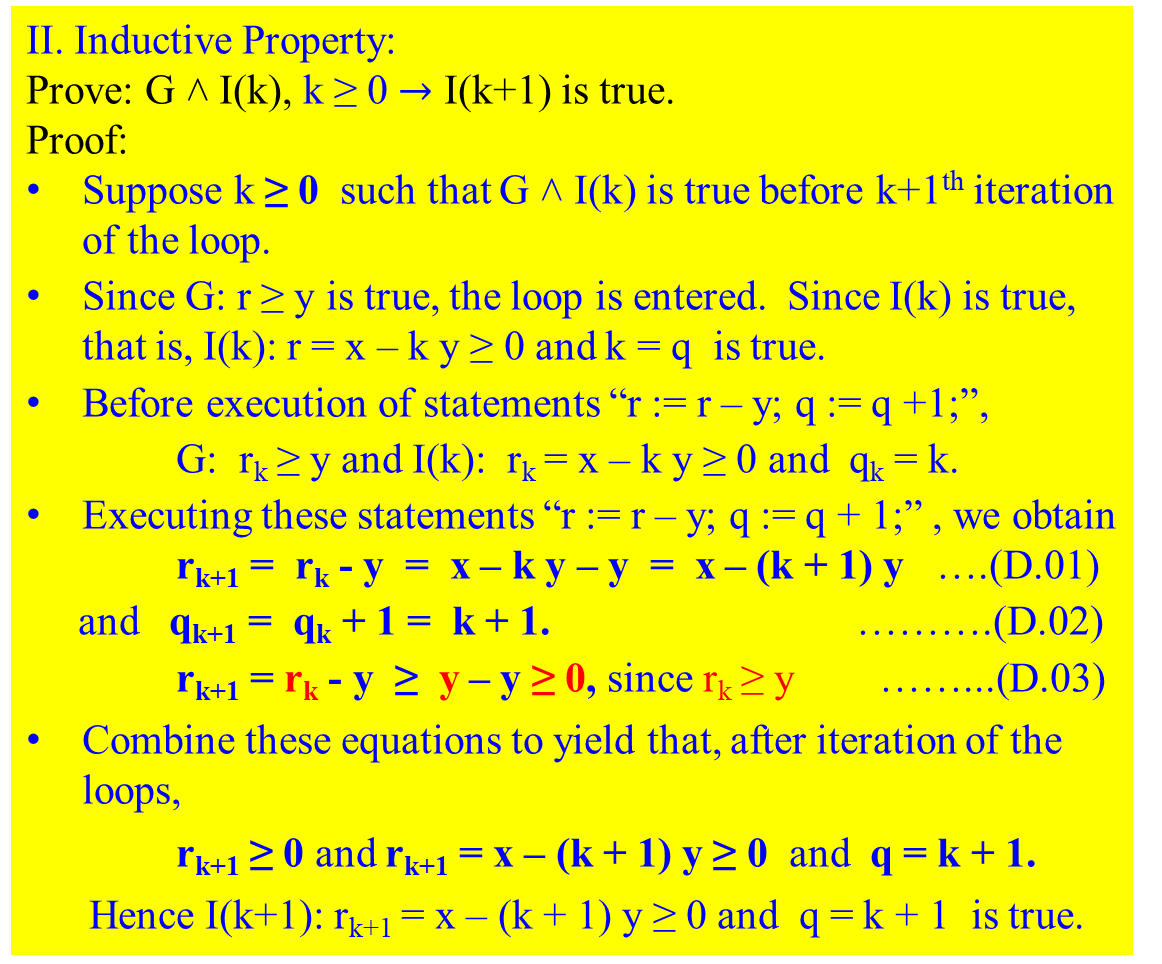 II. Inductive Property:
Prove: G ˄ I(k), k ≥ 0 → I(k+1) is true.
Proof:
• Suppose k ≥ 0 such that G ˄ I(k) is true before k+1th iteration
of the loop.
• Since G: r ≥ y is true, the loop is entered. Since I(k) is true,
that is, I(k): r = x – k y ≥ 0 and k = q is true.
• Before execution of statements “r := r – y; q := q +1;”,
G: rk ≥ y and I(k): rk = x – k y ≥ 0 and qk = k.
• Executing these statements “r := r – y; q := q + 1;” , we obtain
rk+1 = rk - y = x – k y – y = x – (k + 1) y ….(D.01)
and qk+1 = qk + 1 = k + 1. ……….(D.02)
rk+1 = rk - y ≥ y – y ≥ 0, since rk ≥ y ……...(D.03)
• Combine these equations to yield that, after iteration of the
loops,
rk+1 ≥ 0 and rk+1 = x – (k + 1) y ≥ 0 and q = k + 1.
Hence I(k+1): rk+1 = x – (k + 1) y ≥ 0 and q = k + 1 is true.